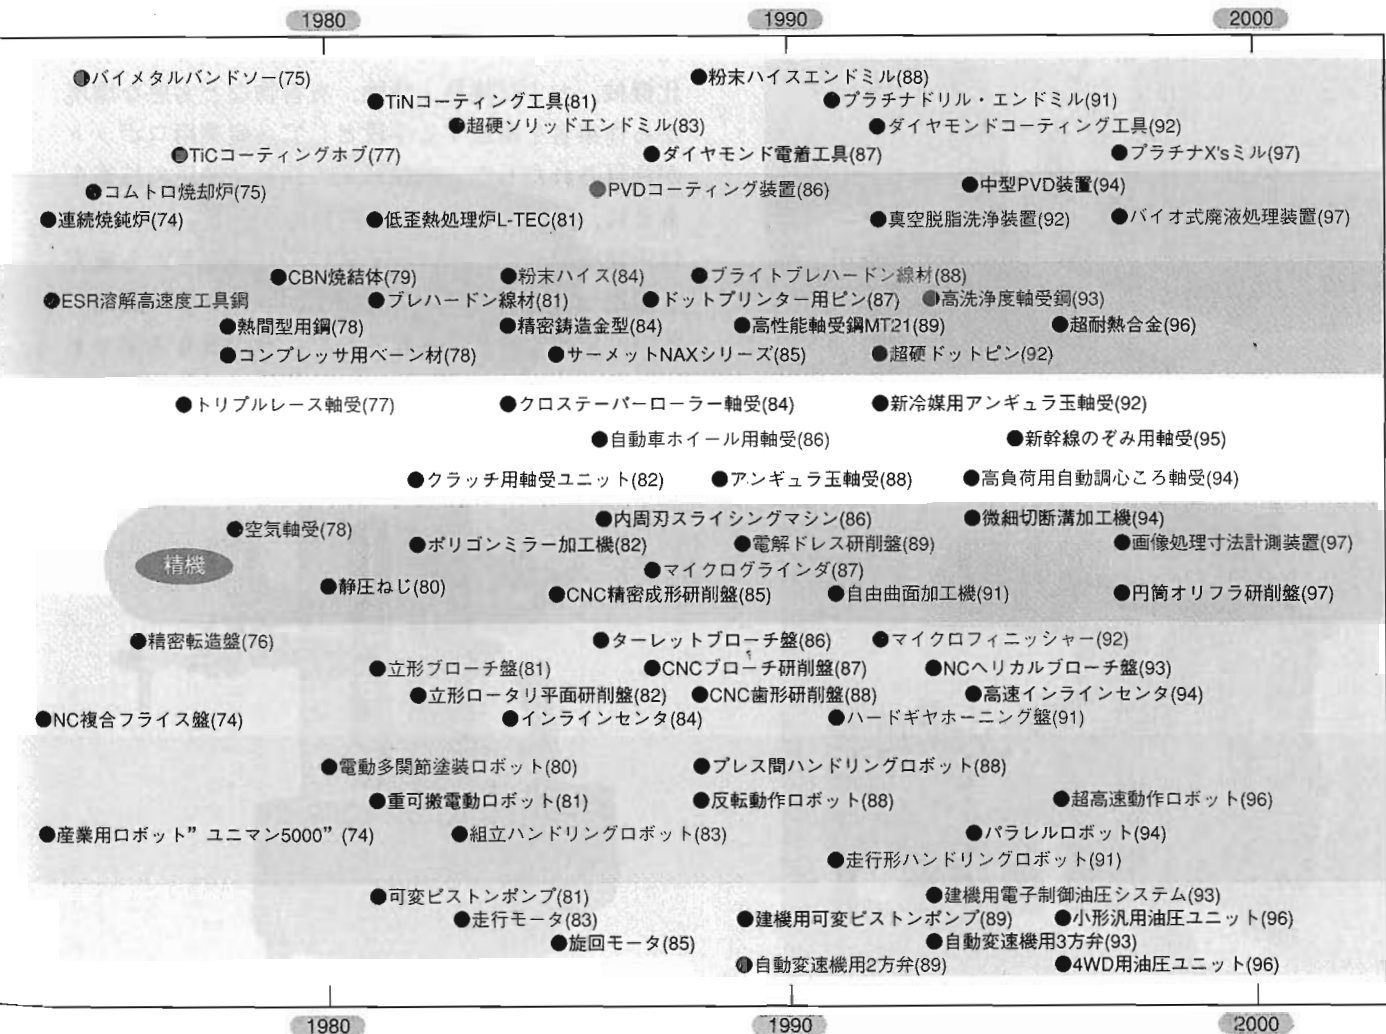 1980 1990 2000
バイメタルバンドソー(75) 粉末ハイスエンドミル(88)
TiNコーティング工具(81) プラチナドリル・エンドミル(91)
超硬ソリッドエンドミル(83) ダイヤモンドコーティング工具(92)
TiCコーティングホブ(77) ダイヤモンド電着工具(87) プラチナX'sミル(97)
コムトロ焼却炉(75) PVDコーティング装置(86) 中型PVD装置(94)
連続焼鈍炉(74) 低歪熱処理炉L-TEC(81) 真空脱脂洗浄装置(92) バイオ式廃液処理装置(97)
CBN焼結体(79) 粉末ハイス(84) ブライトプレハードン線材(88)
ESR溶解高速度工具鋼 プレハードン線材(81) ドットプリンター用ピン(87) 高洗浄度軸受鋼(93)
熱間型用鋼(78) 精密鋳造金型(84) 高性能軸受鋼MT21(89) 超耐熱合金(96)
コンプレッサ用ベーン材(78) サーメットNAXシリーズ(85) 超硬ドットピン(92)
トリプルレース軸受(77) クロステーパーローラー軸受(84) 新冷媒用アンギュラ玉軸受(92)
自動車ホイール用軸受(86) 新幹線のぞみ用軸受(95)
クラッチ用軸受ユニット(82) アンギュラ玉軸受(88) 高負荷用自動調心ころ軸受(94)
空気軸受(78) 内周刃スライシングマシン(86) 微細切断溝加工機(94)
精機 ポリゴンミラー加工機(82) 電解ドレス研削盤(89) 画像処理寸法計測装置(97)
マイクログラインダ(87)
静圧ねじ(80) CNC精密成形研削盤(85) 自由曲面加工機(91) 円筒オリフラ研削盤(97)
精密転造盤(76) ターレットブローチ盤(86) マイクロフィニッシャー(92)
立形ブローチ盤(81) CNCブローチ研削盤(87) NCヘリカルブローチ盤(93)
立形ロータリ平面研削盤(82) CNC歯形研削盤(88) 高速インラインセンタ(94)
NC複合フライス盤(74) インラインセンタ(84) ハードギヤホーニング盤(91)
電動多関節塗装ロボット(80) プレス間ハンドリングロボット(88)
重可搬電動ロボット(81) 反転動作ロボット(88) 超高速動作ロボット(96)
産業用ロボット”ユニマン5000”(74) 組立ハンドリングロボット(83) パラレルロボット(94)
走行形ハンドリングロボット(91)
可変ピストンポンプ(81) 建機用電子制御油圧システム(93)
走行モータ(83) 建機用可変ピストンポンプ(89) 小形汎用油圧ユニット(96)
旋回モータ(85) 自動変速機用3方弁(93)
自動変速機用2方弁(89) 4WD用油圧ユニット(96)
1980 1990 2000